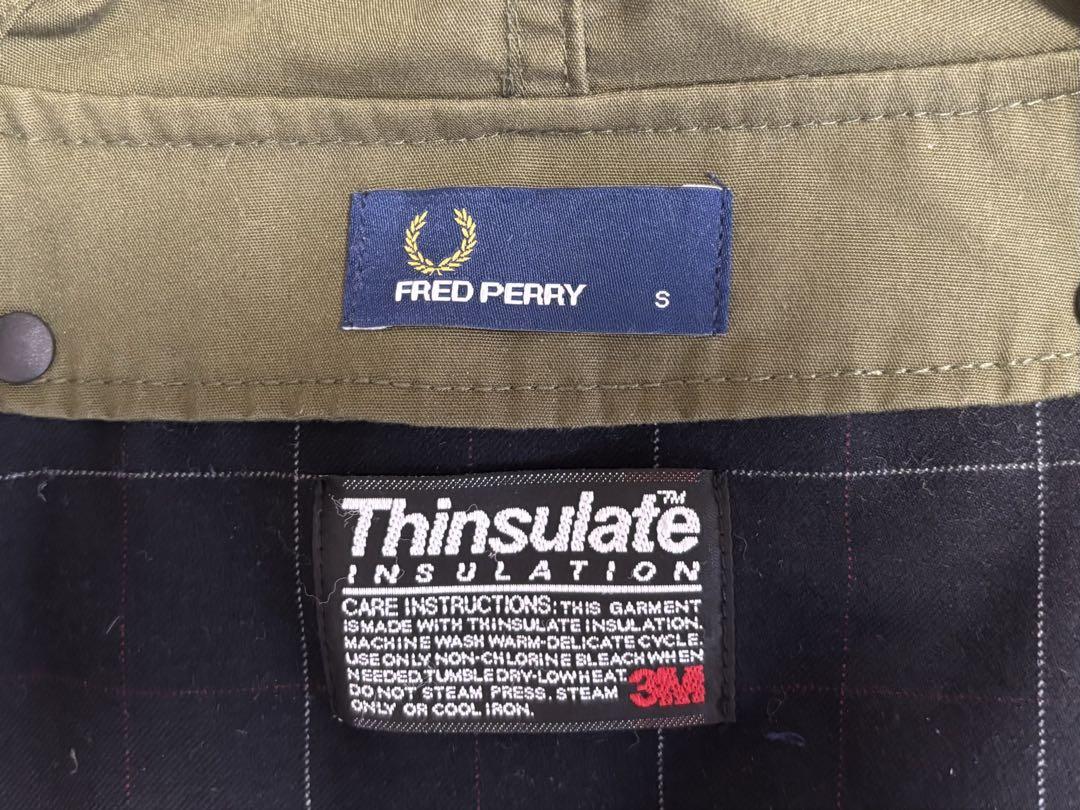 FRED PERRY S
Thinsulate™
INSULATION
CARE INSTRUCTIONS: THIS GARMENT
IS MADE WITH THINSULATE INSULATION.
MACHINE WASH WARM-DELICATE CYCLE.
USE ONLY NON-CHLORINE BLEACH WHEN
NEEDED. TUMBLE DRY-LOW HEAT.
DO NOT STEAM PRESS. STEAM
ONLY OR COOL IRON.
3M